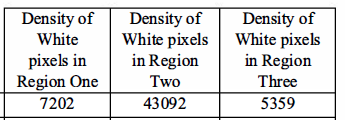 Density of
White
pixels in
Region One
Density of
White pixels
in Region
Two
Density of
White pixels
in Region
Three
7202
43092
5359